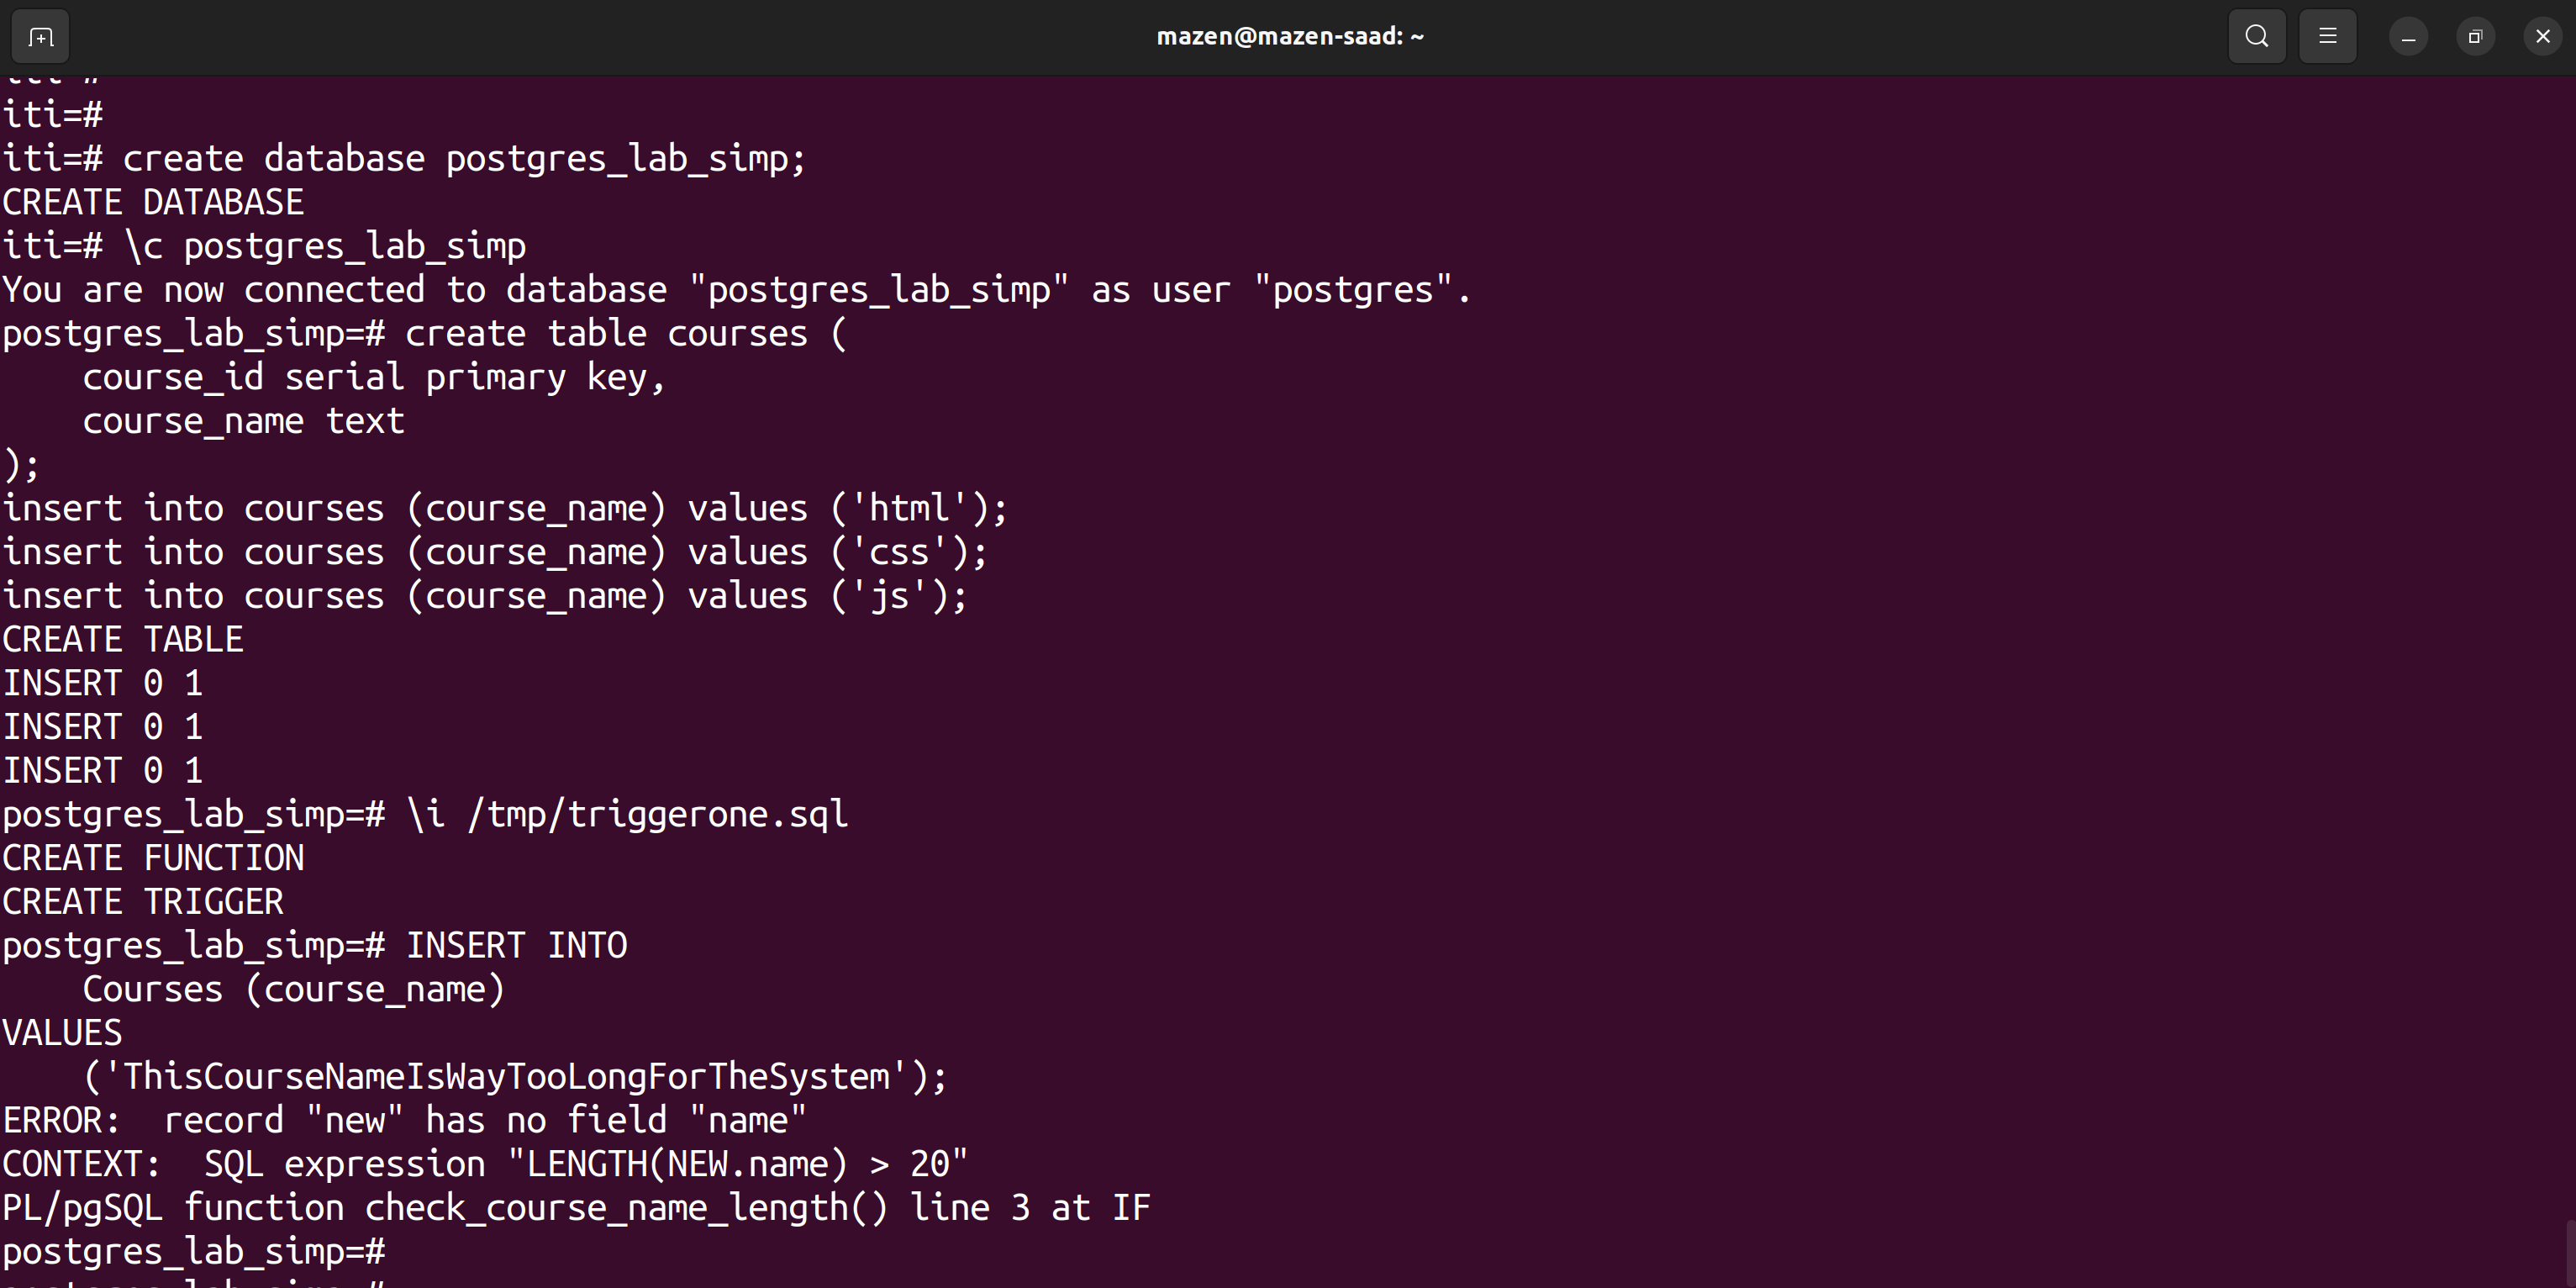 mazen@mazen-saad: ~
iti=#
iti=# create database postgres_lab_simp;
CREATE DATABASE
iti=# \c postgres_lab_simp
You are now connected to database "postgres_lab_simp" as user "postgres".
postgres_lab_simp=# create table courses (
    course_id serial primary key,
    course_name text
);
insert into courses (course_name) values ('html');
insert into courses (course_name) values ('css');
insert into courses (course_name) values ('js');
CREATE TABLE
INSERT 0 1
INSERT 0 1
INSERT 0 1
postgres_lab_simp=# \i /tmp/triggerone.sql
CREATE FUNCTION
CREATE TRIGGER
postgres_lab_simp=# INSERT INTO
    Courses (course_name)
VALUES
    ('ThisCourseNameIsWayTooLongForTheSystem');
ERROR:  record "new" has no field "name"
CONTEXT:  SQL expression "LENGTH(NEW.name) > 20"
PL/pgSQL function check_course_name_length() line 3 at IF
postgres_lab_simp=#